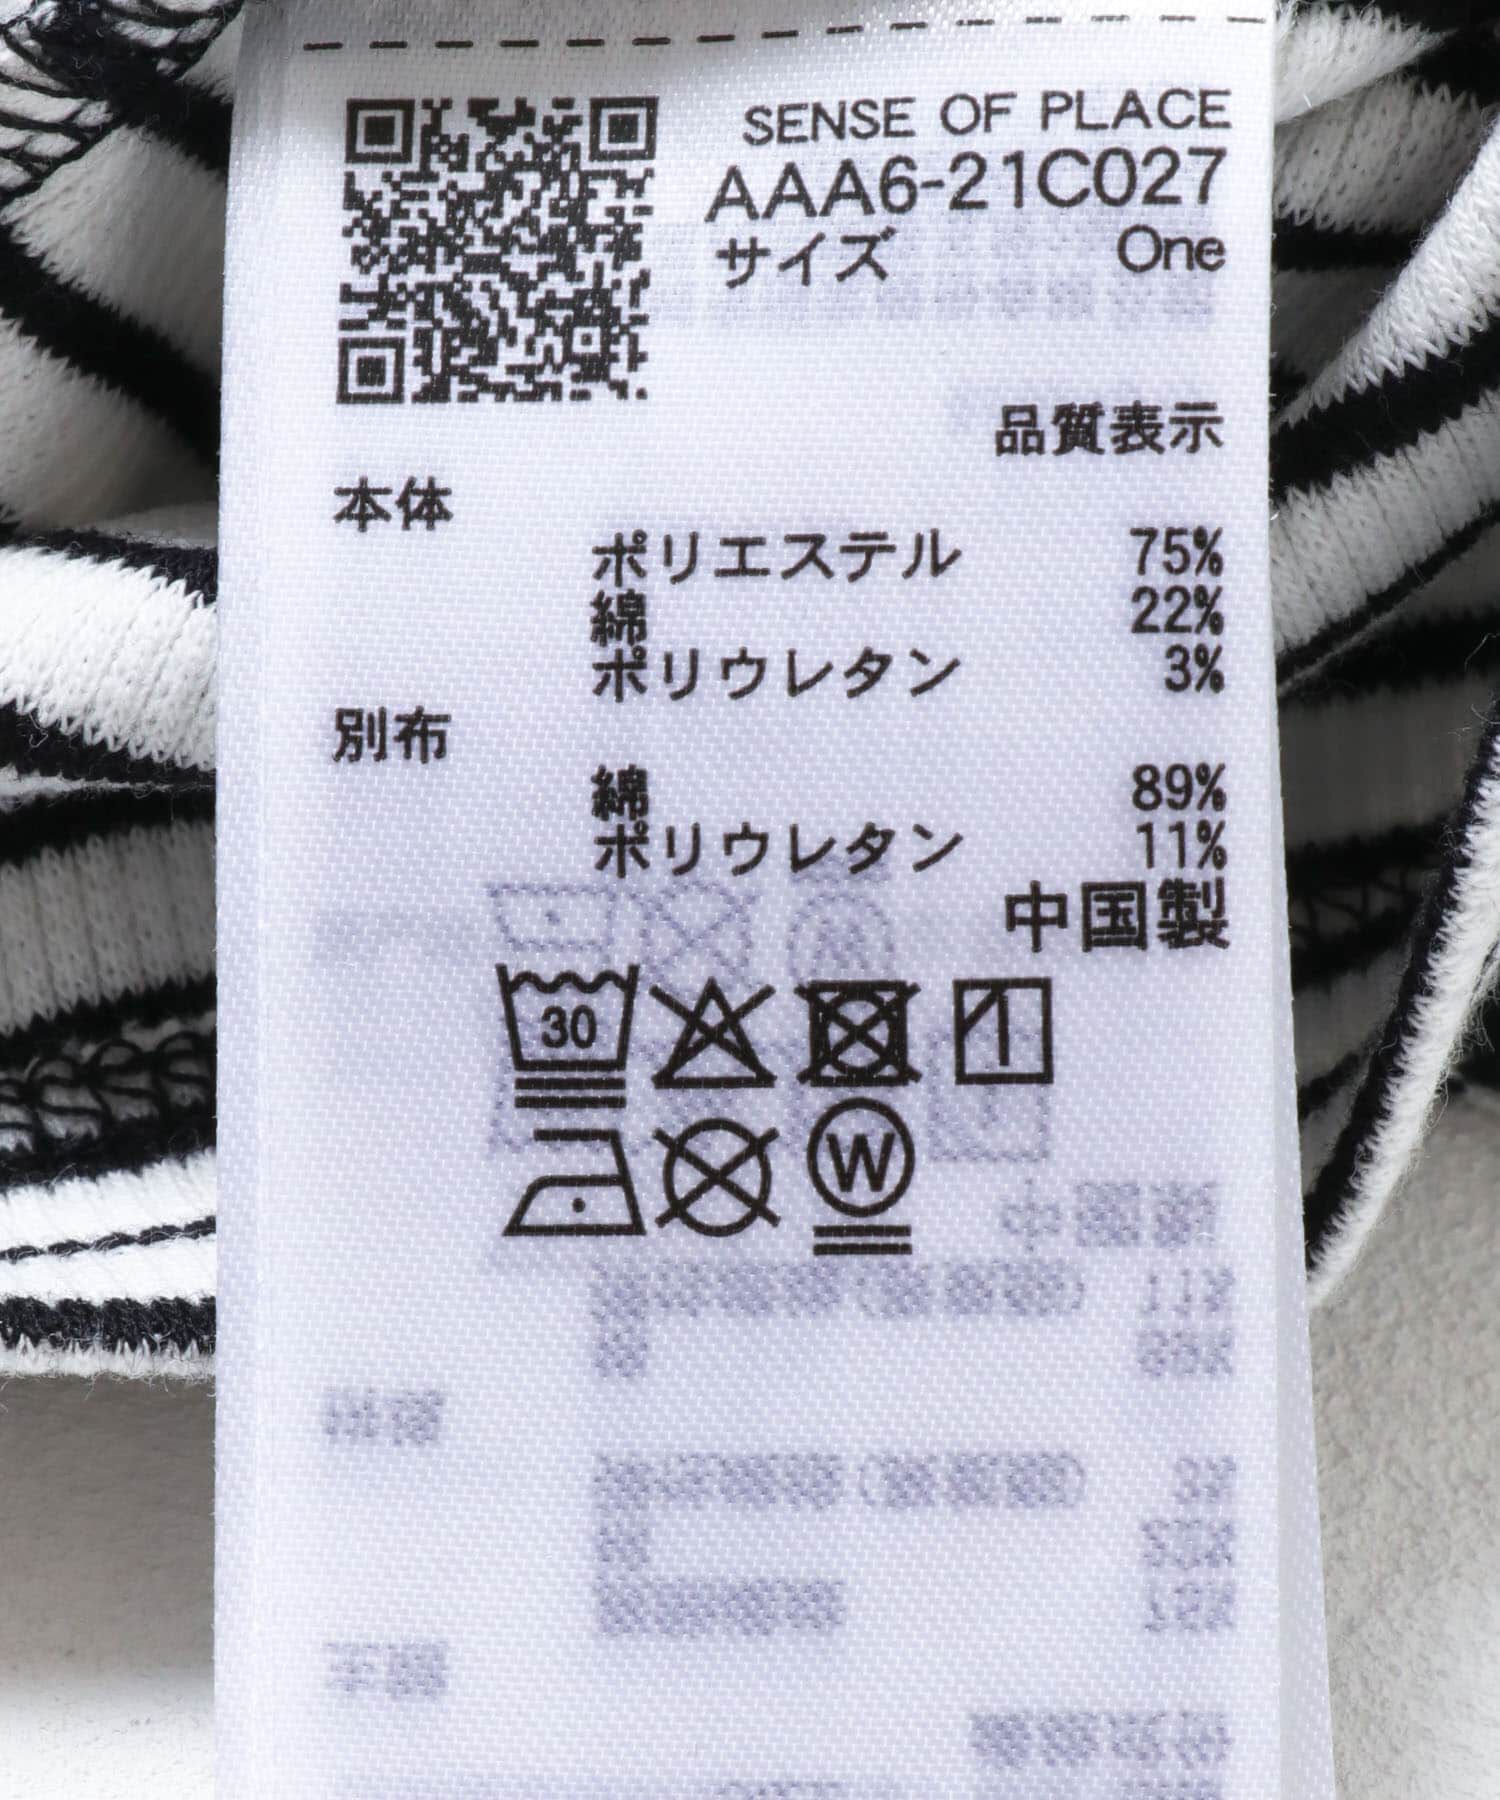 SENSE OF PLACE
AAA6-21C027
サイズ One
品質表示
本体
ポリエステル 75%
綿 22%
ポリウレタン 3%
別布
綿 89%
ポリウレタン 11%
中国製
30
W